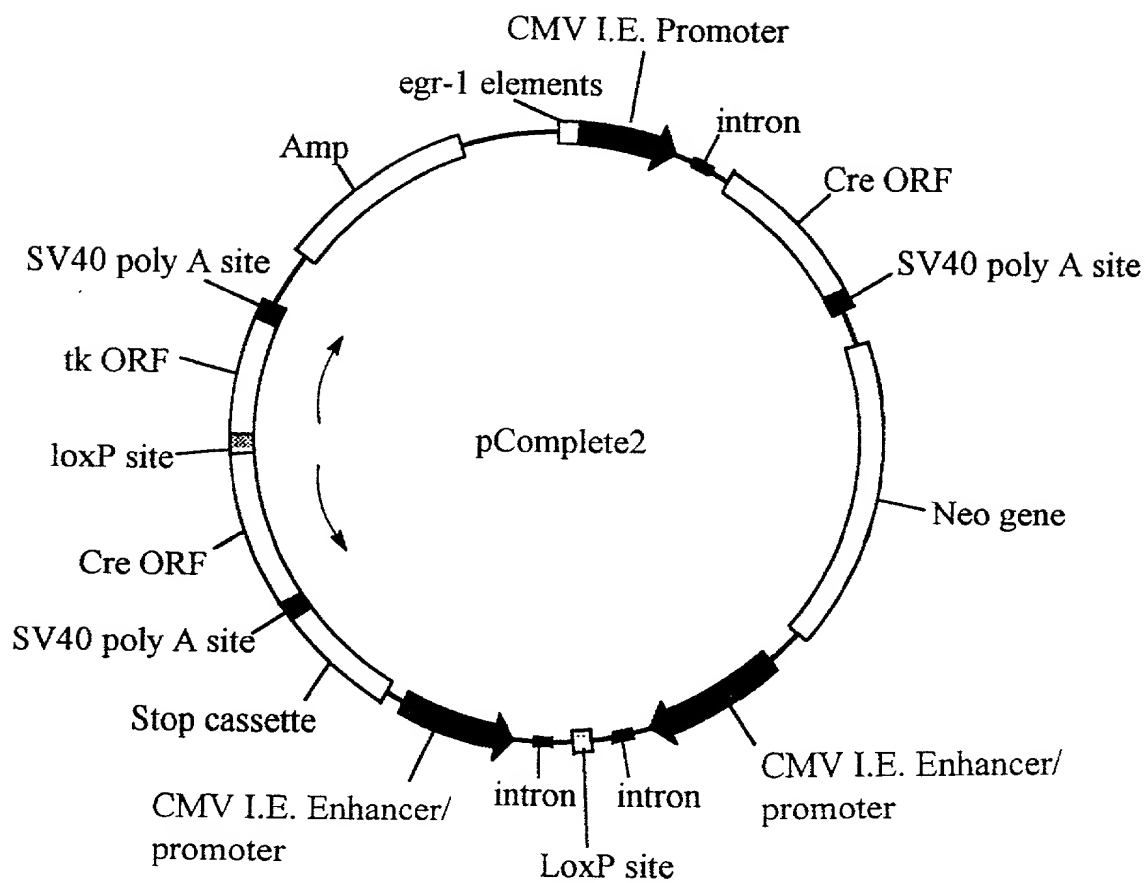 CMV I.E. Promoter
egr-1 elements
intron
Amp
Cre ORF
SV40 poly A site
SV40 poly A site
tk ORF
loxP site
pComplete2
Neo gene
Cre ORF
SV40 poly A site
Stop cassette
CMV I.E. Enhancer/
promoter
intron
intron
CMV I.E. Enhancer/
promoter
LoxP site